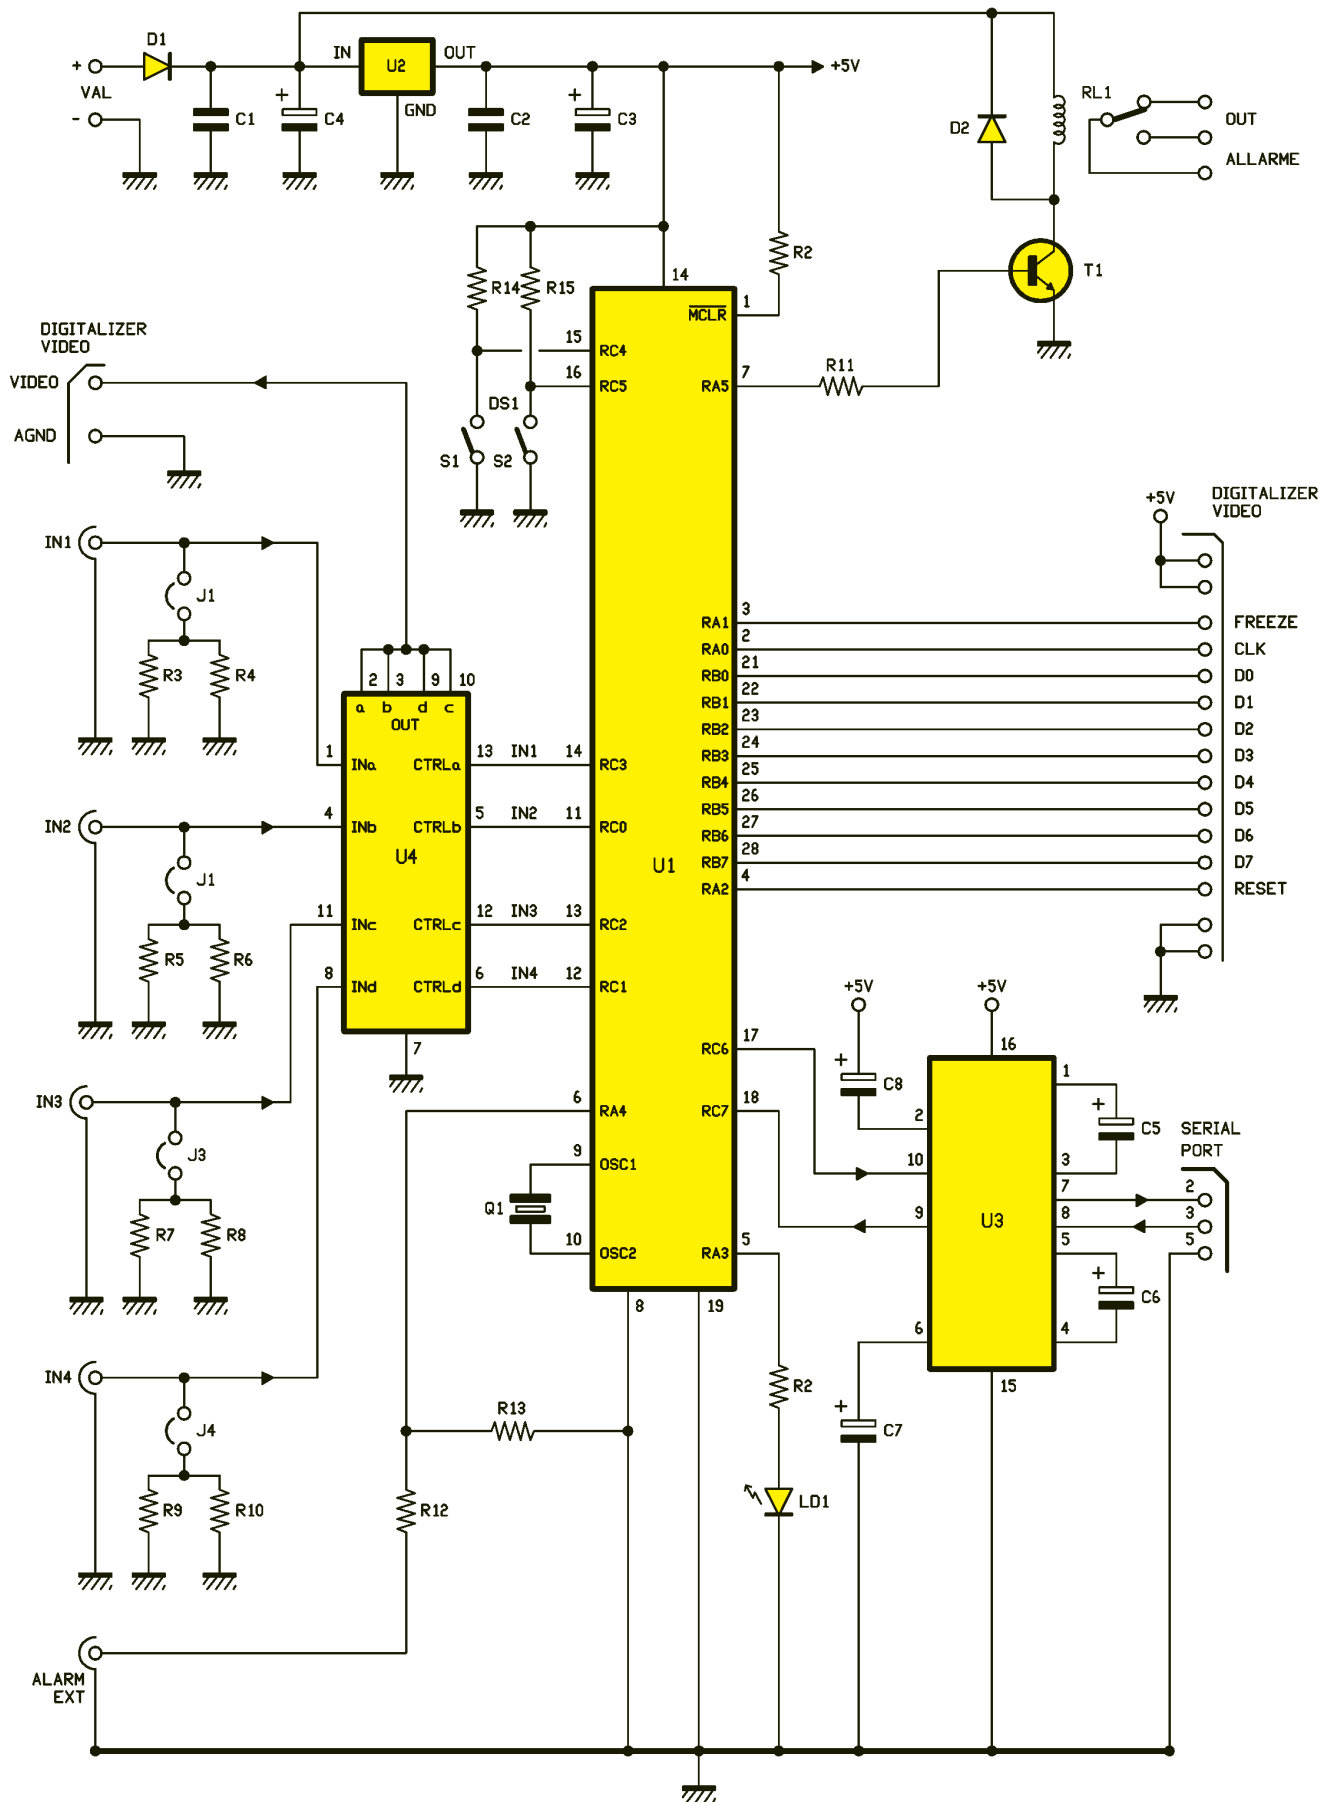 D1
+
VAL
-
C1
+
C4
IN
U2
OUT
GND
C2
+
C3
+5V
D2
RL1
OUT
ALLARME
T1
R2
R14
R15
14
1
MCLR
15
RC4
16
RC5
7
RA5
R11
DS1
S1
S2
DIGITALIZER
VIDEO
VIDEO
AGND
IN1
J1
R3
R4
IN2
J1
R5
R6
IN3
J3
R7
R8
IN4
J4
R9
R10
ALARM
EXT
2
3
9
10
a
b
d
c
OUT
1
INa
CTRLa
13
IN1
14
RC3
4
INb
CTRLb
5
IN2
11
RC0
U4
11
INc
CTRLc
12
IN3
13
RC2
8
INd
CTRLd
6
IN4
12
RC1
7
U1
6
RA4
9
OSC1
Q1
10
OSC2
8
19
R13
R12
+5V
DIGITALIZER
VIDEO
RA1
3
FREEZE
RA0
2
CLK
RB0
21
D0
RB1
22
D1
RB2
23
D2
RB3
24
D3
RB4
25
D4
RB5
26
D5
RB6
27
D6
RB7
28
D7
RA2
4
RESET
RC6
17
RC7
18
RA3
5
R2
LD1
+5V
+
C8
+5V
16
2
10
9
6
U3
1
3
7
8
5
4
15
+
C5
+
C6
+
C7
SERIAL
PORT
2
3
5